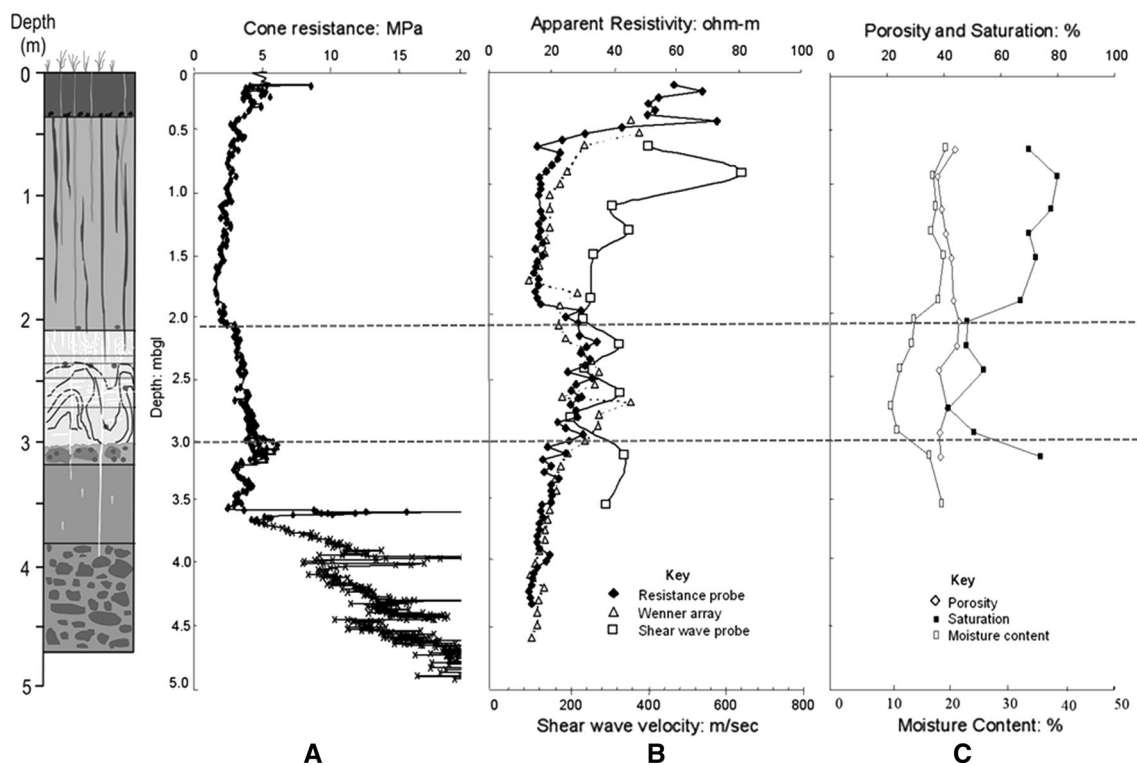 Depth
(m)
0
1
2
3
4
5
Cone resistance: MPa
0 5 10 15 20
Depth: mbgl
0
0.5
1.0
1.5
2.0
2.5
3.0
3.5
4.0
4.5
5.0
A
Apparent Resistivity: ohm-m
0 20 40 60 80 100
Key
Resistance probe
Wenner array
Shear wave probe
0 200 400 600 800
Shear wave velocity: m/sec
B
Porosity and Saturation: %
0 20 40 60 80 100
Key
Porosity
Saturation
Moisture content
0 10 20 30 40 50
Moisture Content: %
C